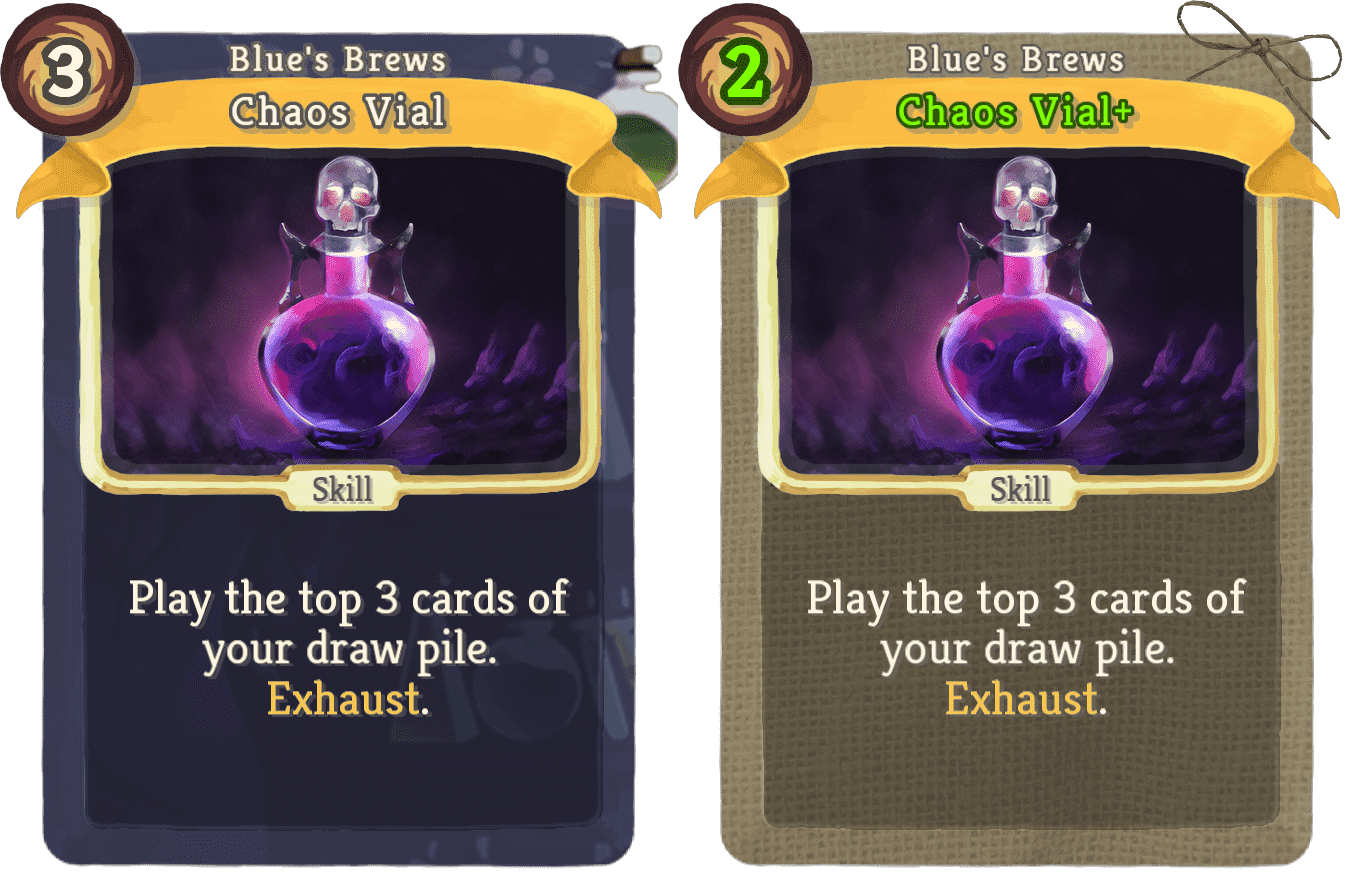 3
Blue's Brews
Chaos Vial
Skill
Play the top 3 cards of
your draw pile.
Exhaust.
2
Blue's Brews
Chaos Vial+
Skill
Play the top 3 cards of
your draw pile.
Exhaust.